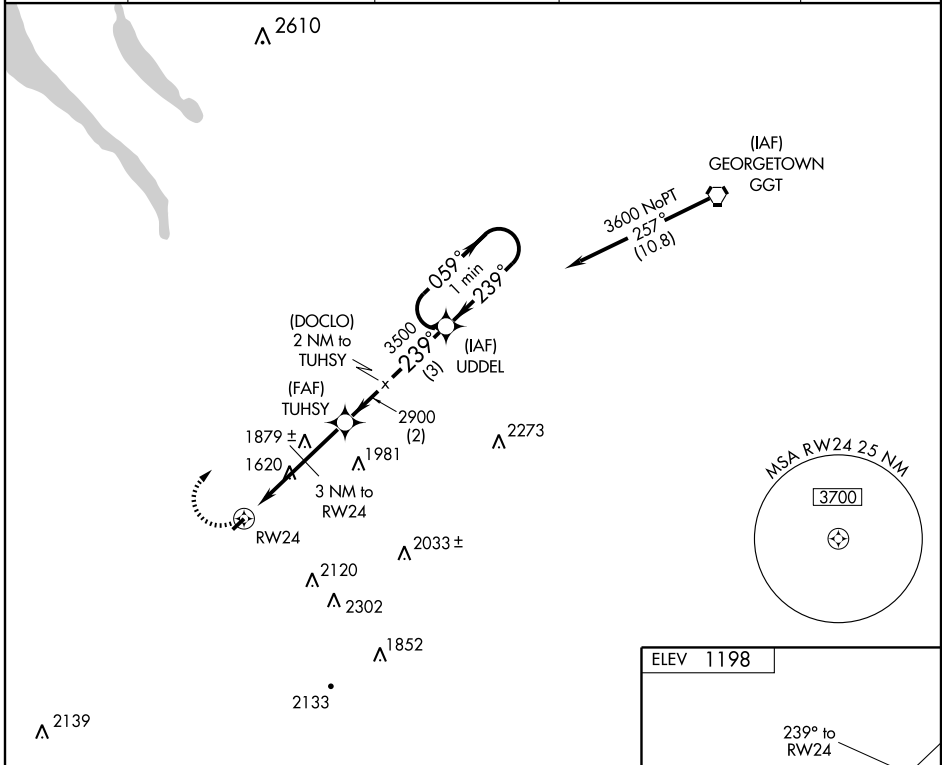 2610
(IAF)
GEORGETOWN
GGT
3600 NoPT
257°
(10.8)
059°
1 min
239°
(DOCLO)
2 NM to
TUHSY
3500
239°
(3)
(IAF)
UDDEL
(FAF)
TUHSY
2900
(2)
1879 ±
1620
1981
2273
3 NM to
RW24
RW24
MSA RW24 25 NM
3700
2033 ±
2120
2302
1852
2133
2139
ELEV 1198
239° to
RW24